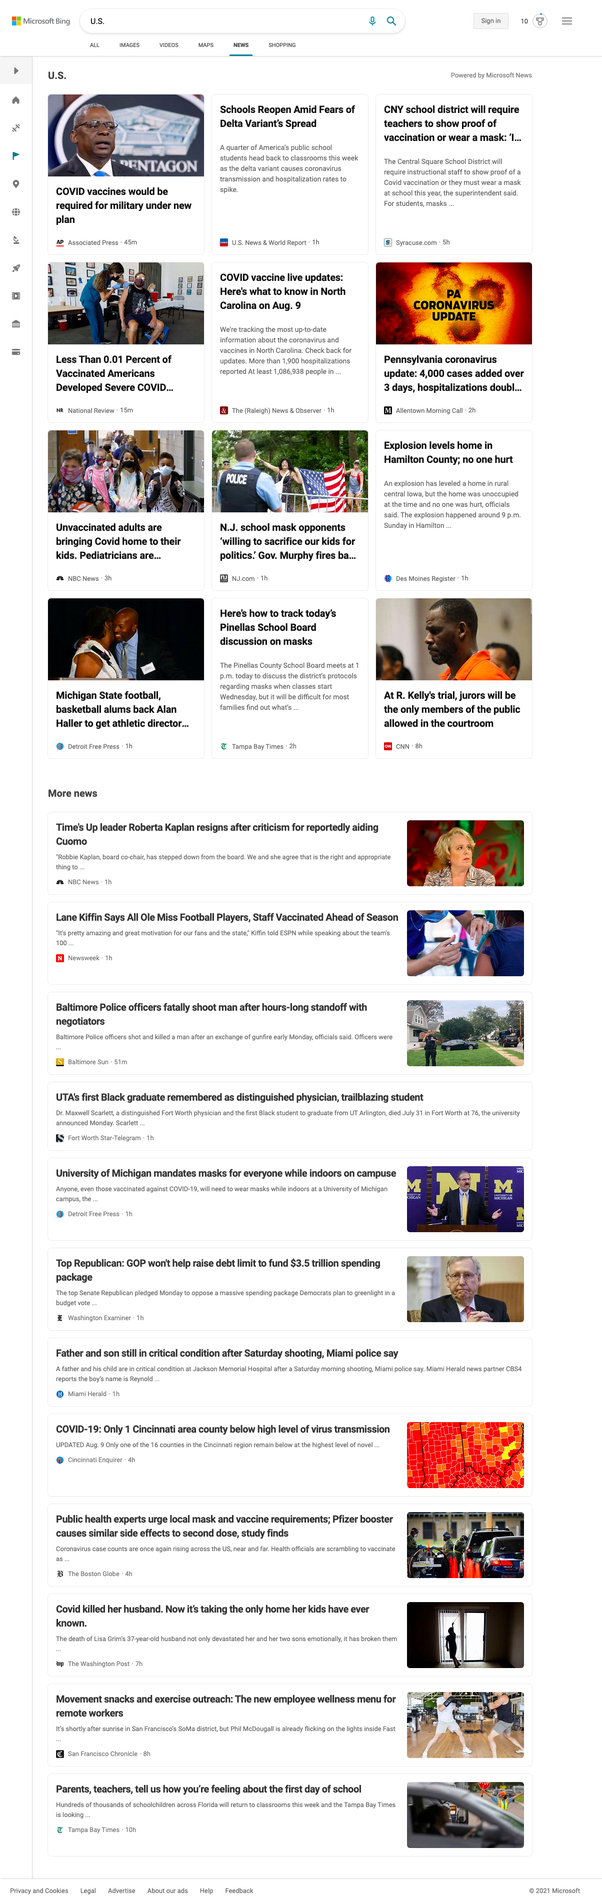 Microsoft Bing
U.S.
Sign in
10
ALL IMAGES VIDEOS MAPS NEWS SHOPPING
U.S.
Powered by Microsoft News
PENTAGON
COVID vaccines would be
required for military under new
plan
AP Associated Press · 45m
Schools Reopen Amid Fears of
Delta Variant's Spread
A quarter of America's public school
students head back to classrooms this week
as the delta variant causes coronavirus
transmission and hospitalization rates to
spike.
U.S. News & World Report · 1h
CNY school district will require
teachers to show proof of
vaccination or wear a mask: 'I...
The Central Square School District will
require instructional staff to show proof of a
Covid vaccination or they must wear a mask
at school this year, the superintendent said.
For students, masks ...
Syracuse.com · 5h
Less Than 0.01 Percent of
Vaccinated Americans
Developed Severe COVID...
NR National Review · 15m
COVID vaccine live updates:
Here's what to know in North
Carolina on Aug. 9
We're tracking the most up-to-date
information about the coronavirus and
vaccines in North Carolina. Check back for
updates. More than 1,900 hospitalizations
reported At least 1,086,938 people in ...
The (Raleigh) News & Observer · 1h
PA
CORONAVIRUS
UPDATE
Pennsylvania coronavirus
update: 4,000 cases added over
3 days, hospitalizations doubl...
Allentown Morning Call · 2h
Unvaccinated adults are
bringing Covid home to their
kids. Pediatricians are...
NBC News · 3h
POLICE
N.J. school mask opponents
'willing to sacrifice our kids for
politics.' Gov. Murphy fires ba...
NJ.com · 1h
Explosion levels home in
Hamilton County; no one hurt
An explosion has leveled a home in rural
central Iowa, but the home was unoccupied
at the time and no one was hurt, officials
said. The explosion happened around 9 p.m.
Sunday in Hamilton ...
Des Moines Register · 1h
Michigan State football,
basketball alums back Alan
Haller to get athletic director...
Detroit Free Press · 1h
Here's how to track today's
Pinellas School Board
discussion on masks
The Pinellas County School Board meets at 1
p.m. today to discuss the district's protocols
regarding masks when classes start
Wednesday, but it will be difficult for most
families find out what's ...
Tampa Bay Times · 2h
At R. Kelly's trial, jurors will be
the only members of the public
allowed in the courtroom
CNN · 8h
More news
Time's Up leader Roberta Kaplan resigns after criticism for reportedly aiding
Cuomo
"Robbie Kaplan, board co-chair, has stepped down from the board. We and she agree that is the right and appropriate
thing to ...
NBC News · 1h
Lane Kiffin Says All Ole Miss Football Players, Staff Vaccinated Ahead of Season
"It's pretty amazing and great motivation for our fans and the state," Kiffin told ESPN while speaking about the team's
100 ...
N Newsweek · 1h
Baltimore Police officers fatally shoot man after hours-long standoff with
negotiators
Baltimore Police officers shot and killed a man after an exchange of gunfire early Monday, officials said. Officers were
...
Baltimore Sun · 51m
UTA's first Black graduate remembered as distinguished physician, trailblazing student
Dr. Maxwell Scarlett, a distinguished Fort Worth physician and the first Black student to graduate from UT Arlington, died July 31 in Fort Worth at 76, the university
announced Monday. Scarlett ...
Fort Worth Star-Telegram · 1h
University of Michigan mandates masks for everyone while indoors on campuse
Anyone, even those vaccinated against COVID-19, will need to wear masks while indoors at a University of Michigan
campus, the ...
Detroit Free Press · 1h
Top Republican: GOP won't help raise debt limit to fund $3.5 trillion spending
package
The top Senate Republican pledged Monday to oppose a massive spending package Democrats plan to greenlight in a
budget vote ...
Washington Examiner · 1h
Father and son still in critical condition after Saturday shooting, Miami police say
A father and his child are in critical condition at Jackson Memorial Hospital after a Saturday morning shooting, Miami police say. Miami Herald news partner CBS4
reports the boy's name is Reynold ...
Miami Herald · 1h
COVID-19: Only 1 Cincinnati area county below high level of virus transmission
UPDATED Aug. 9 Only one of the 16 counties in the Cincinnati region remain below at the highest level of novel ...
Cincinnati Enquirer · 4h
Public health experts urge local mask and vaccine requirements; Pfizer booster
causes similar side effects to second dose, study finds
Coronavirus case counts are once again rising across the US, near and far. Health officials are scrambling to vaccinate
as ...
The Boston Globe · 4h
Covid killed her husband. Now it's taking the only home her kids have ever
known.
The death of Lisa Grim's 37-year-old husband not only devastated her and her two sons emotionally, it has broken them
...
wp The Washington Post · 7h
Movement snacks and exercise outreach: The new employee wellness menu for
remote workers
It's shortly after sunrise in San Francisco's SoMa district, but Phil McDougall is already flicking on the lights inside Fast
...
San Francisco Chronicle · 8h
Parents, teachers, tell us how you're feeling about the first day of school
Hundreds of thousands of schoolchildren across Florida will return to classrooms this week and the Tampa Bay Times
is looking ...
Tampa Bay Times · 10h
Privacy and Cookies Legal Advertise About our ads Help Feedback © 2021 Microsoft